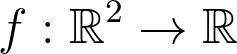 f : ℝ² → ℝ